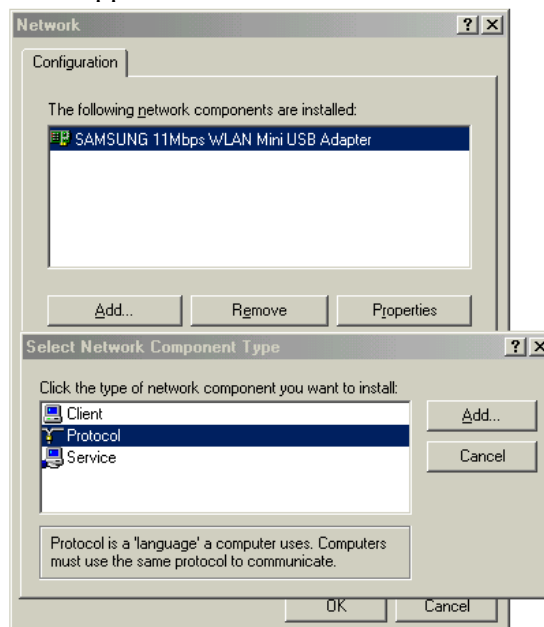 Network
Configuration
The following network components are installed:
SAMSUNG 11Mbps WLAN Mini USB Adapter
Add... Remove Properties
Select Network Component Type
Click the type of network component you want to install:
Client
Protocol
Service
Add...
Cancel
Protocol is a 'language' a computer uses. Computers
must use the same protocol to communicate.
OK Cancel